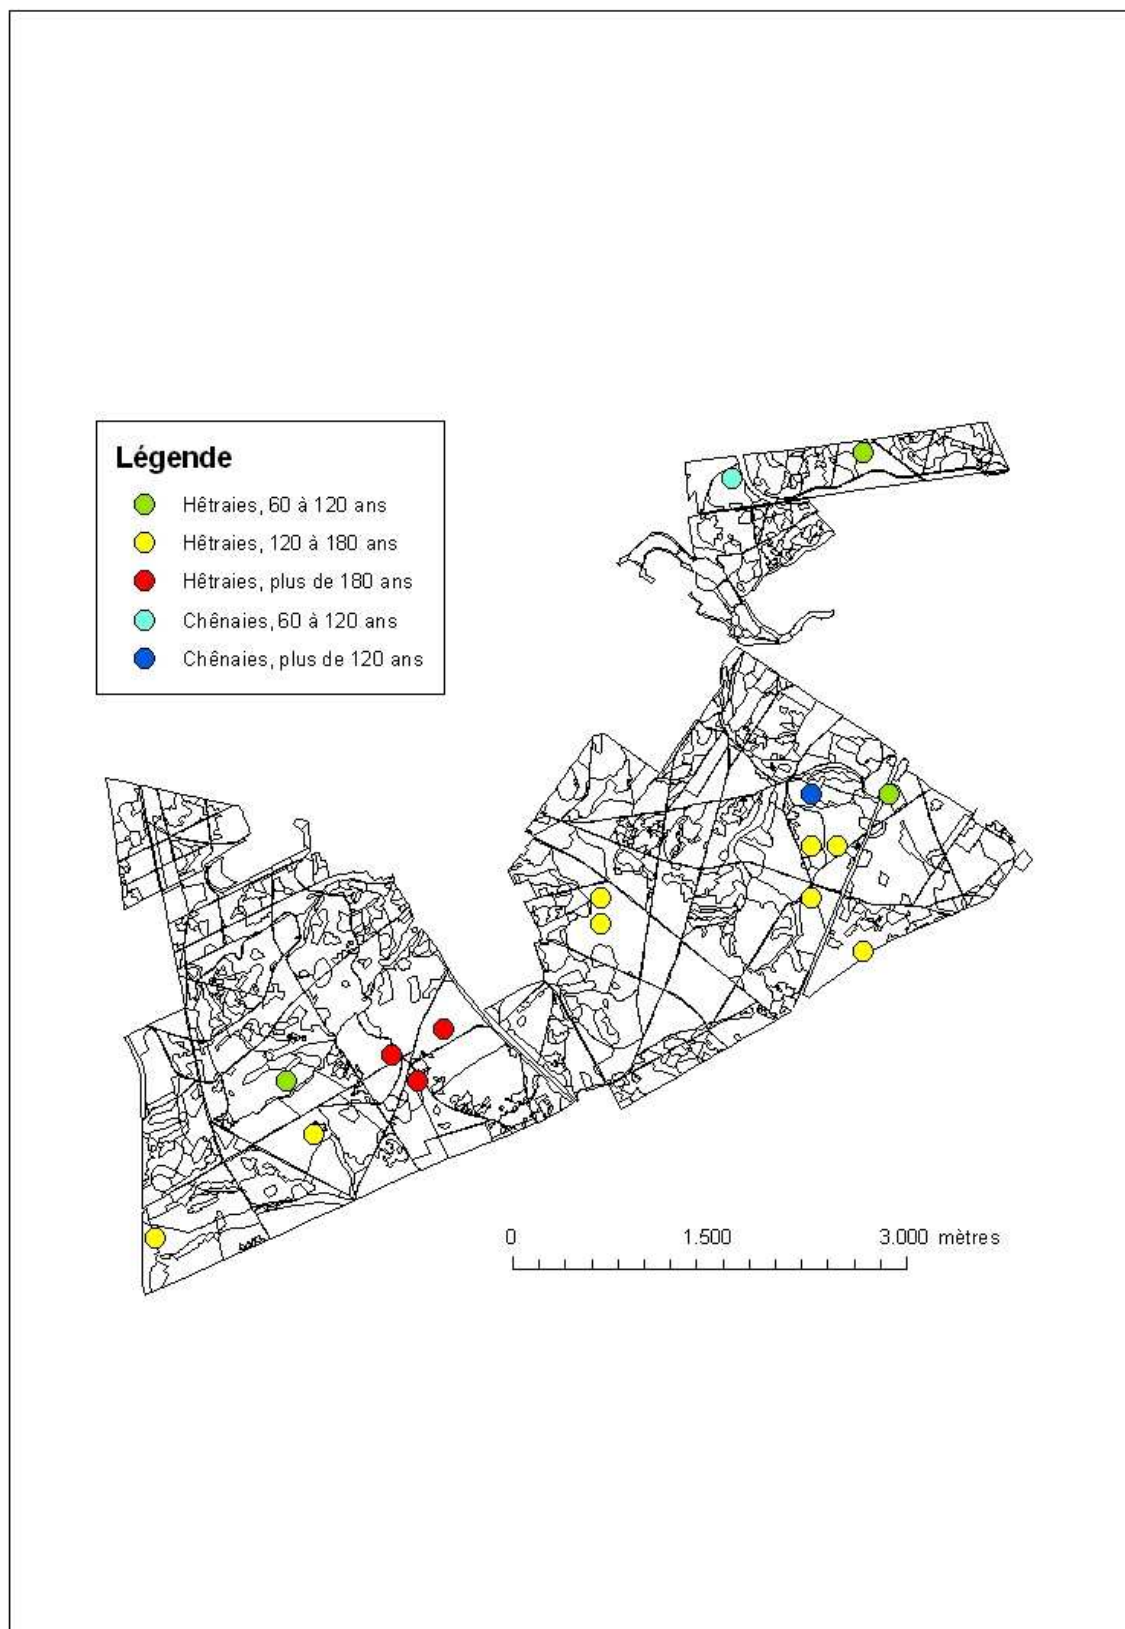 Légende
Hêtraies, 60 à 120 ans
Hêtraies, 120 à 180 ans
Hêtraies, plus de 180 ans
Chênaies, 60 à 120 ans
Chênaies, plus de 120 ans
0 1.500 3.000 mètres